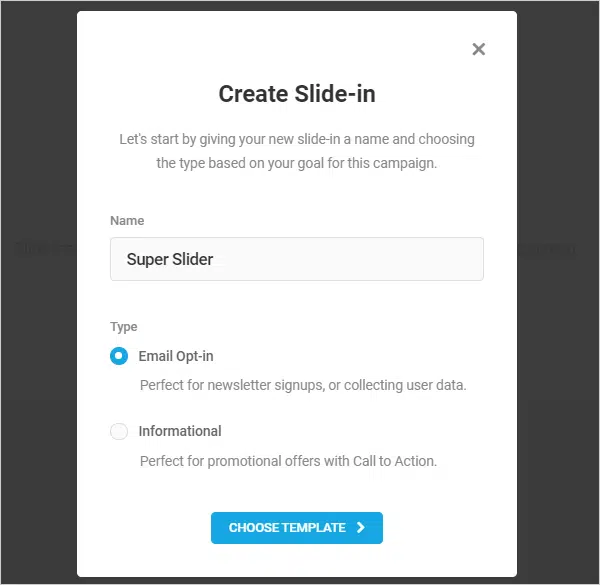 Create Slide-in
Let's start by giving your new slide-in a name and choosing
the type based on your goal for this campaign.
Name
Super Slider
Type
Email Opt-in
Perfect for newsletter signups, or collecting user data.
Informational
Perfect for promotional offers with Call to Action.
CHOOSE TEMPLATE